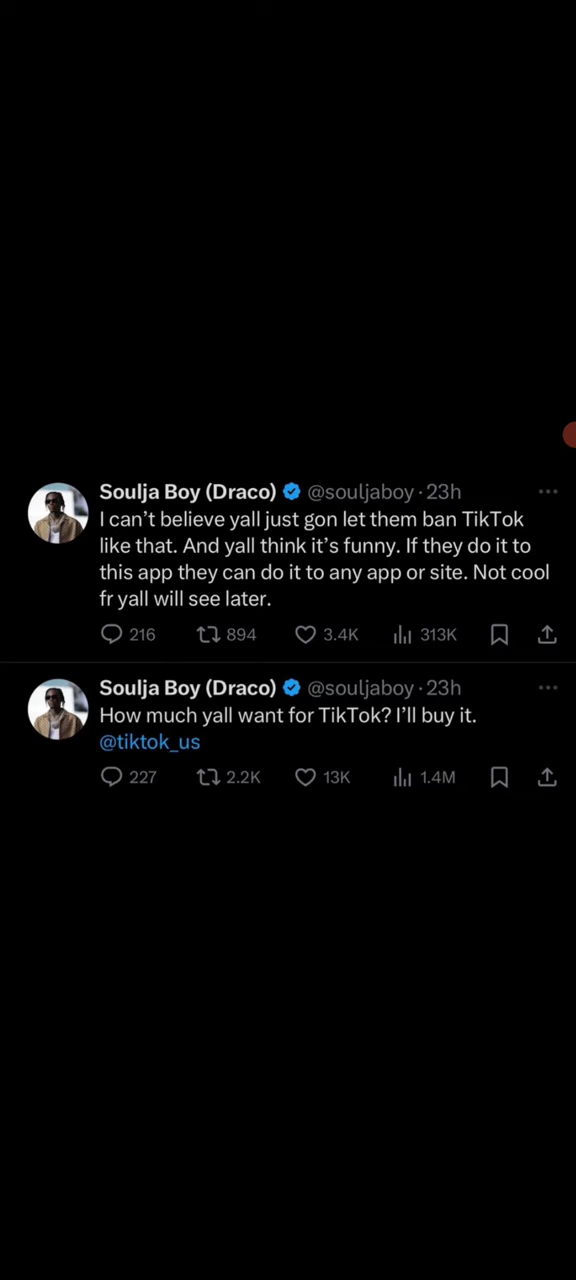 Soulja Boy (Draco) @souljaboy · 23h
I can’t believe yall just gon let them ban TikTok
like that. And yall think it’s funny. If they do it to
this app they can do it to any app or site. Not cool
fr yall will see later.
216 894 3.4K 313K
Soulja Boy (Draco) @souljaboy · 23h
How much yall want for TikTok? I’ll buy it.
@tiktok_us
227 2.2K 13K 1.4M